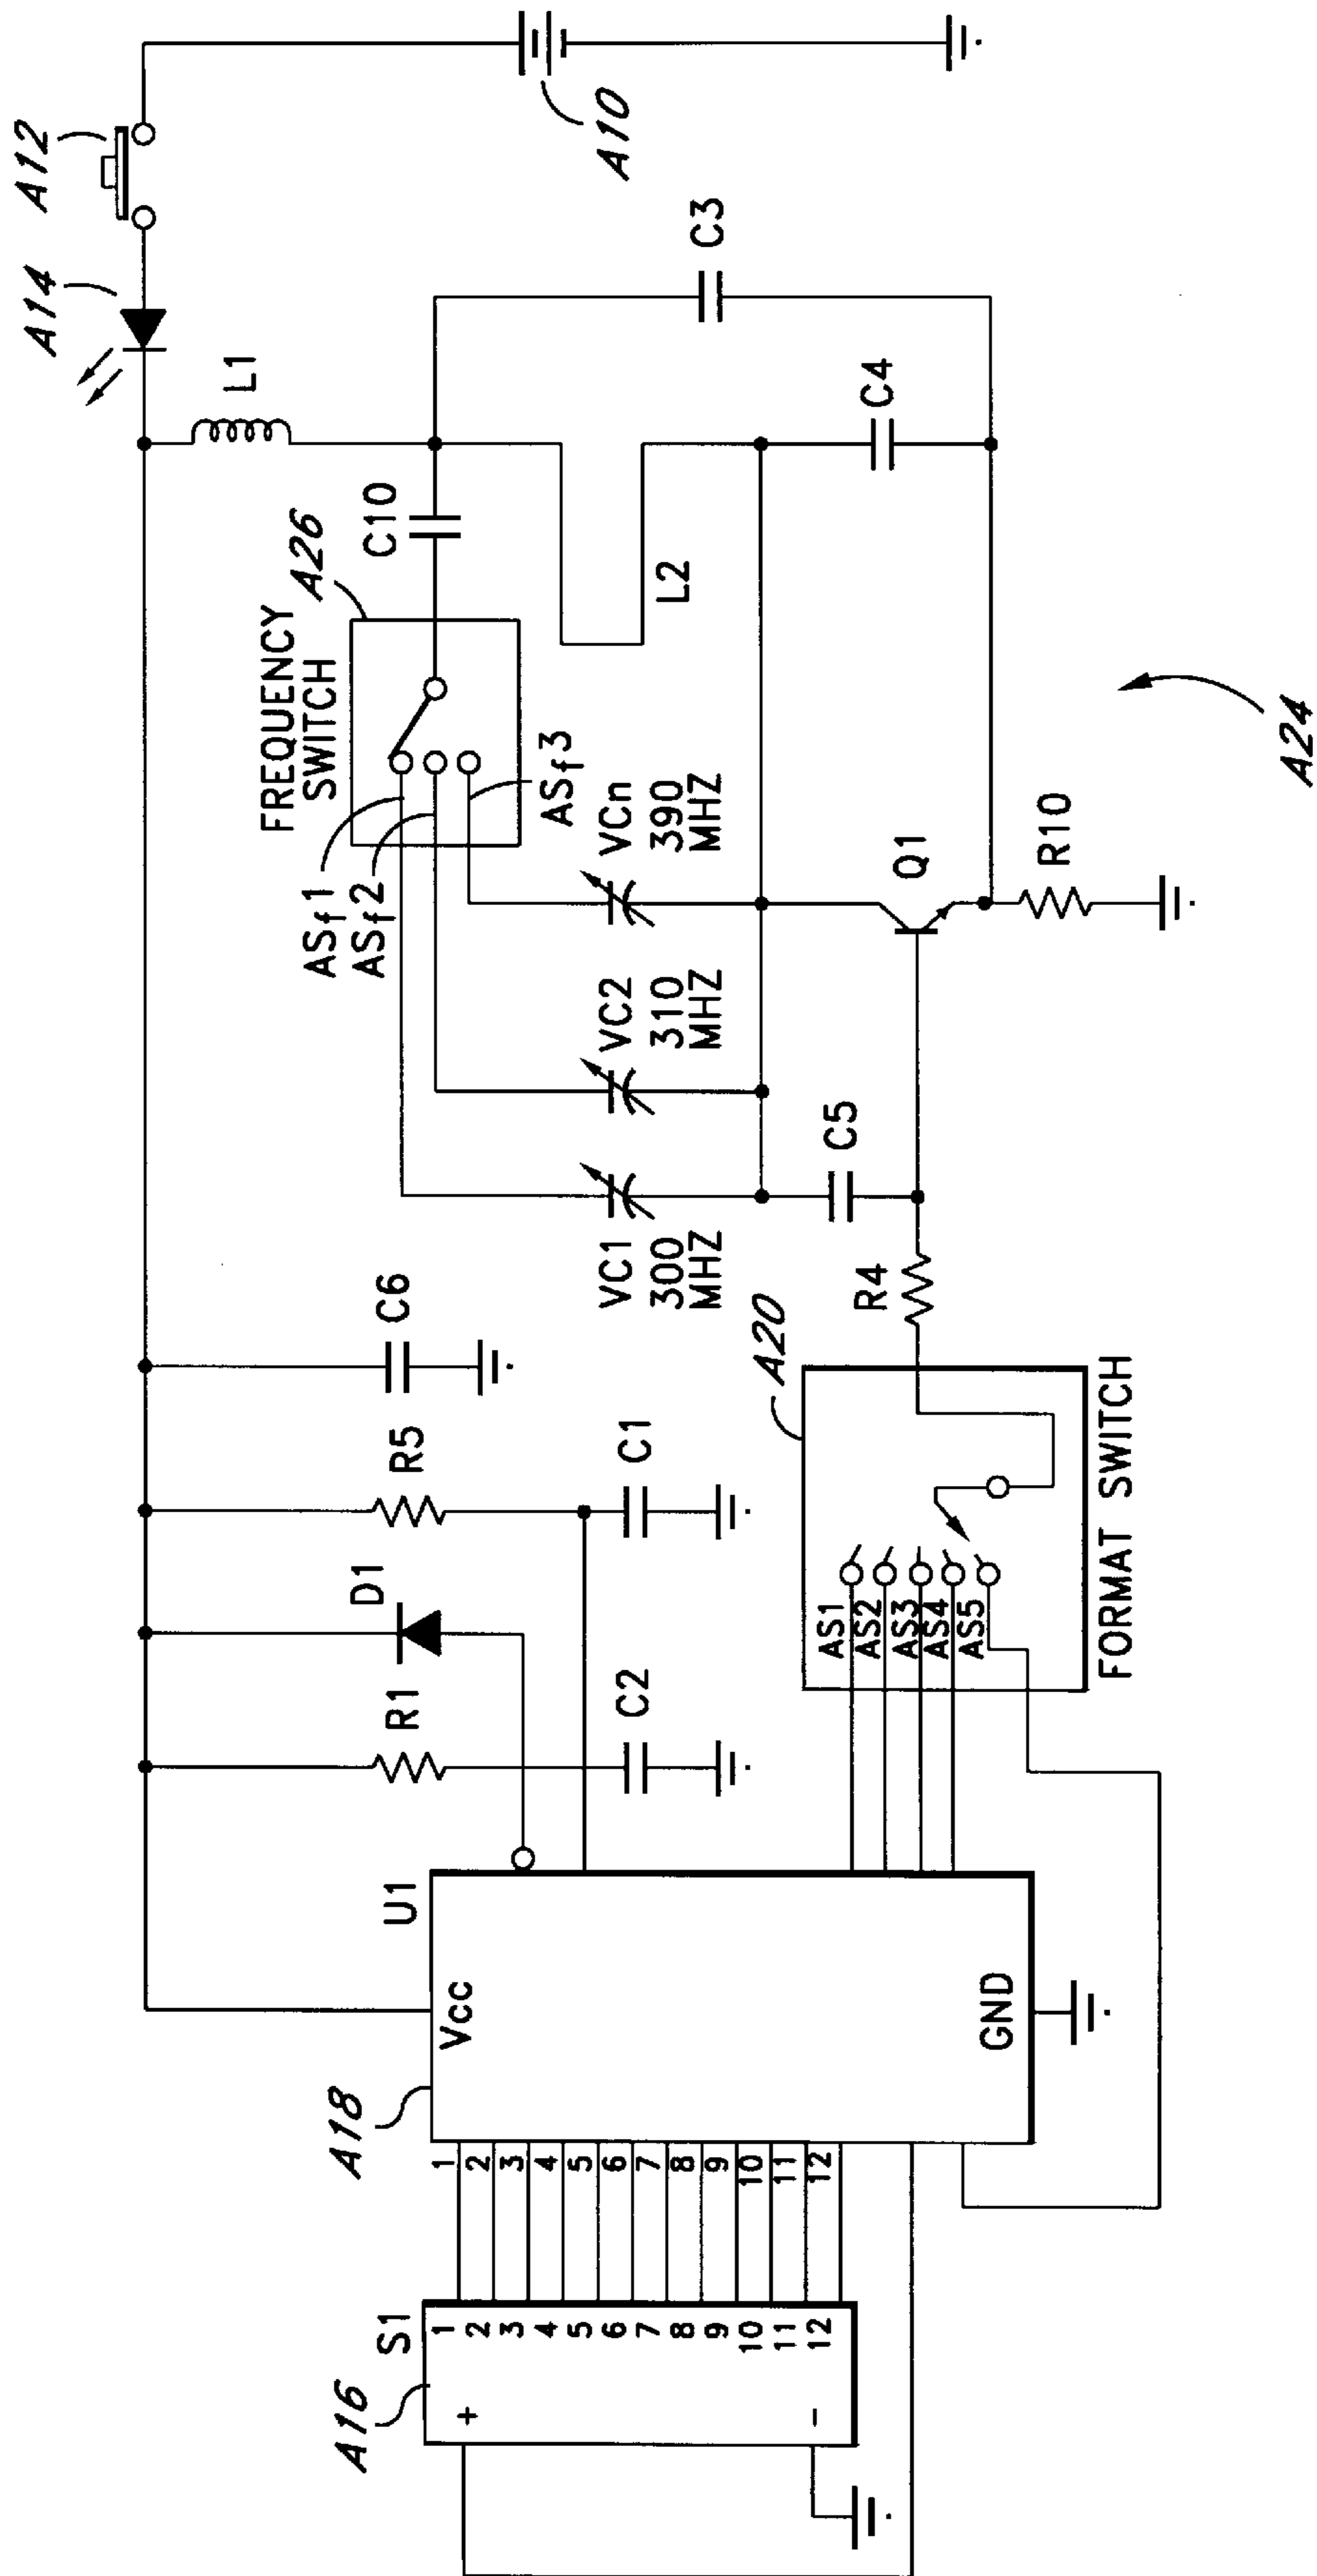 A12
A14
A10
L1
C3
C10
A26
FREQUENCY
SWITCH
C4
L2
ASf1
ASf2
ASf3
VC1
300
MHZ
VC2
310
MHZ
VCn
390
MHZ
Q1
R10
A24
C5
R4
C6
R5
C1
D1
R1
C2
A20
AS1
AS2
AS3
AS4
AS5
FORMAT SWITCH
U1
Vcc
GND
A18
1
2
3
4
5
6
7
8
9
10
11
12
S1
1
2
3
4
5
6
7
8
9
10
11
12
+
-
A16